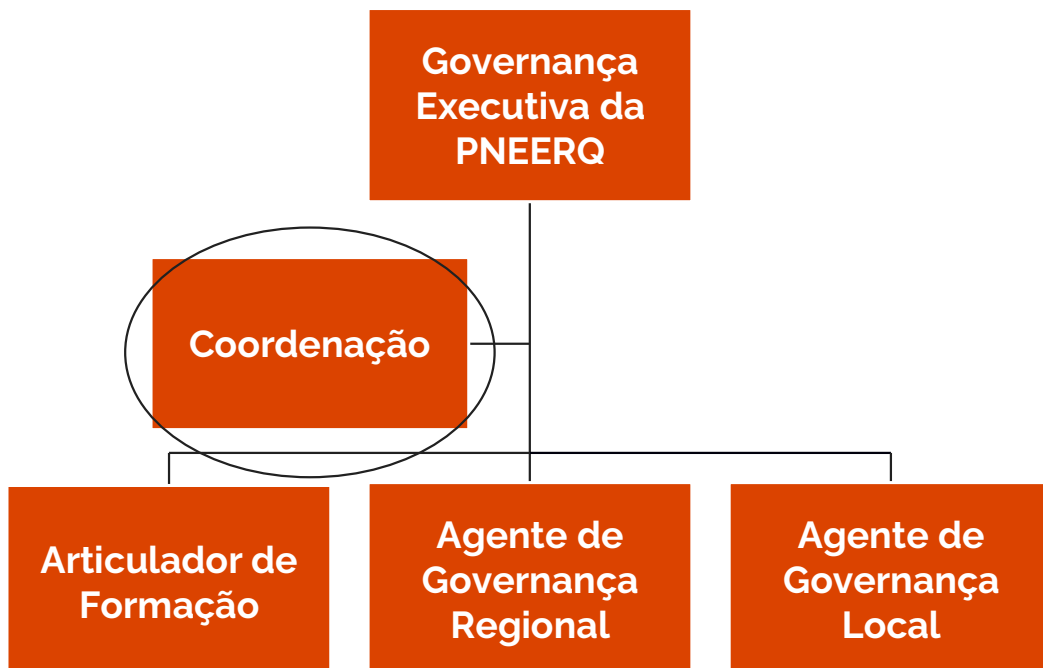 Governança
Executiva da
PNEERQ
Coordenação
Articulador de
Formação
Agente de
Governança
Regional
Agente de
Governança
Local